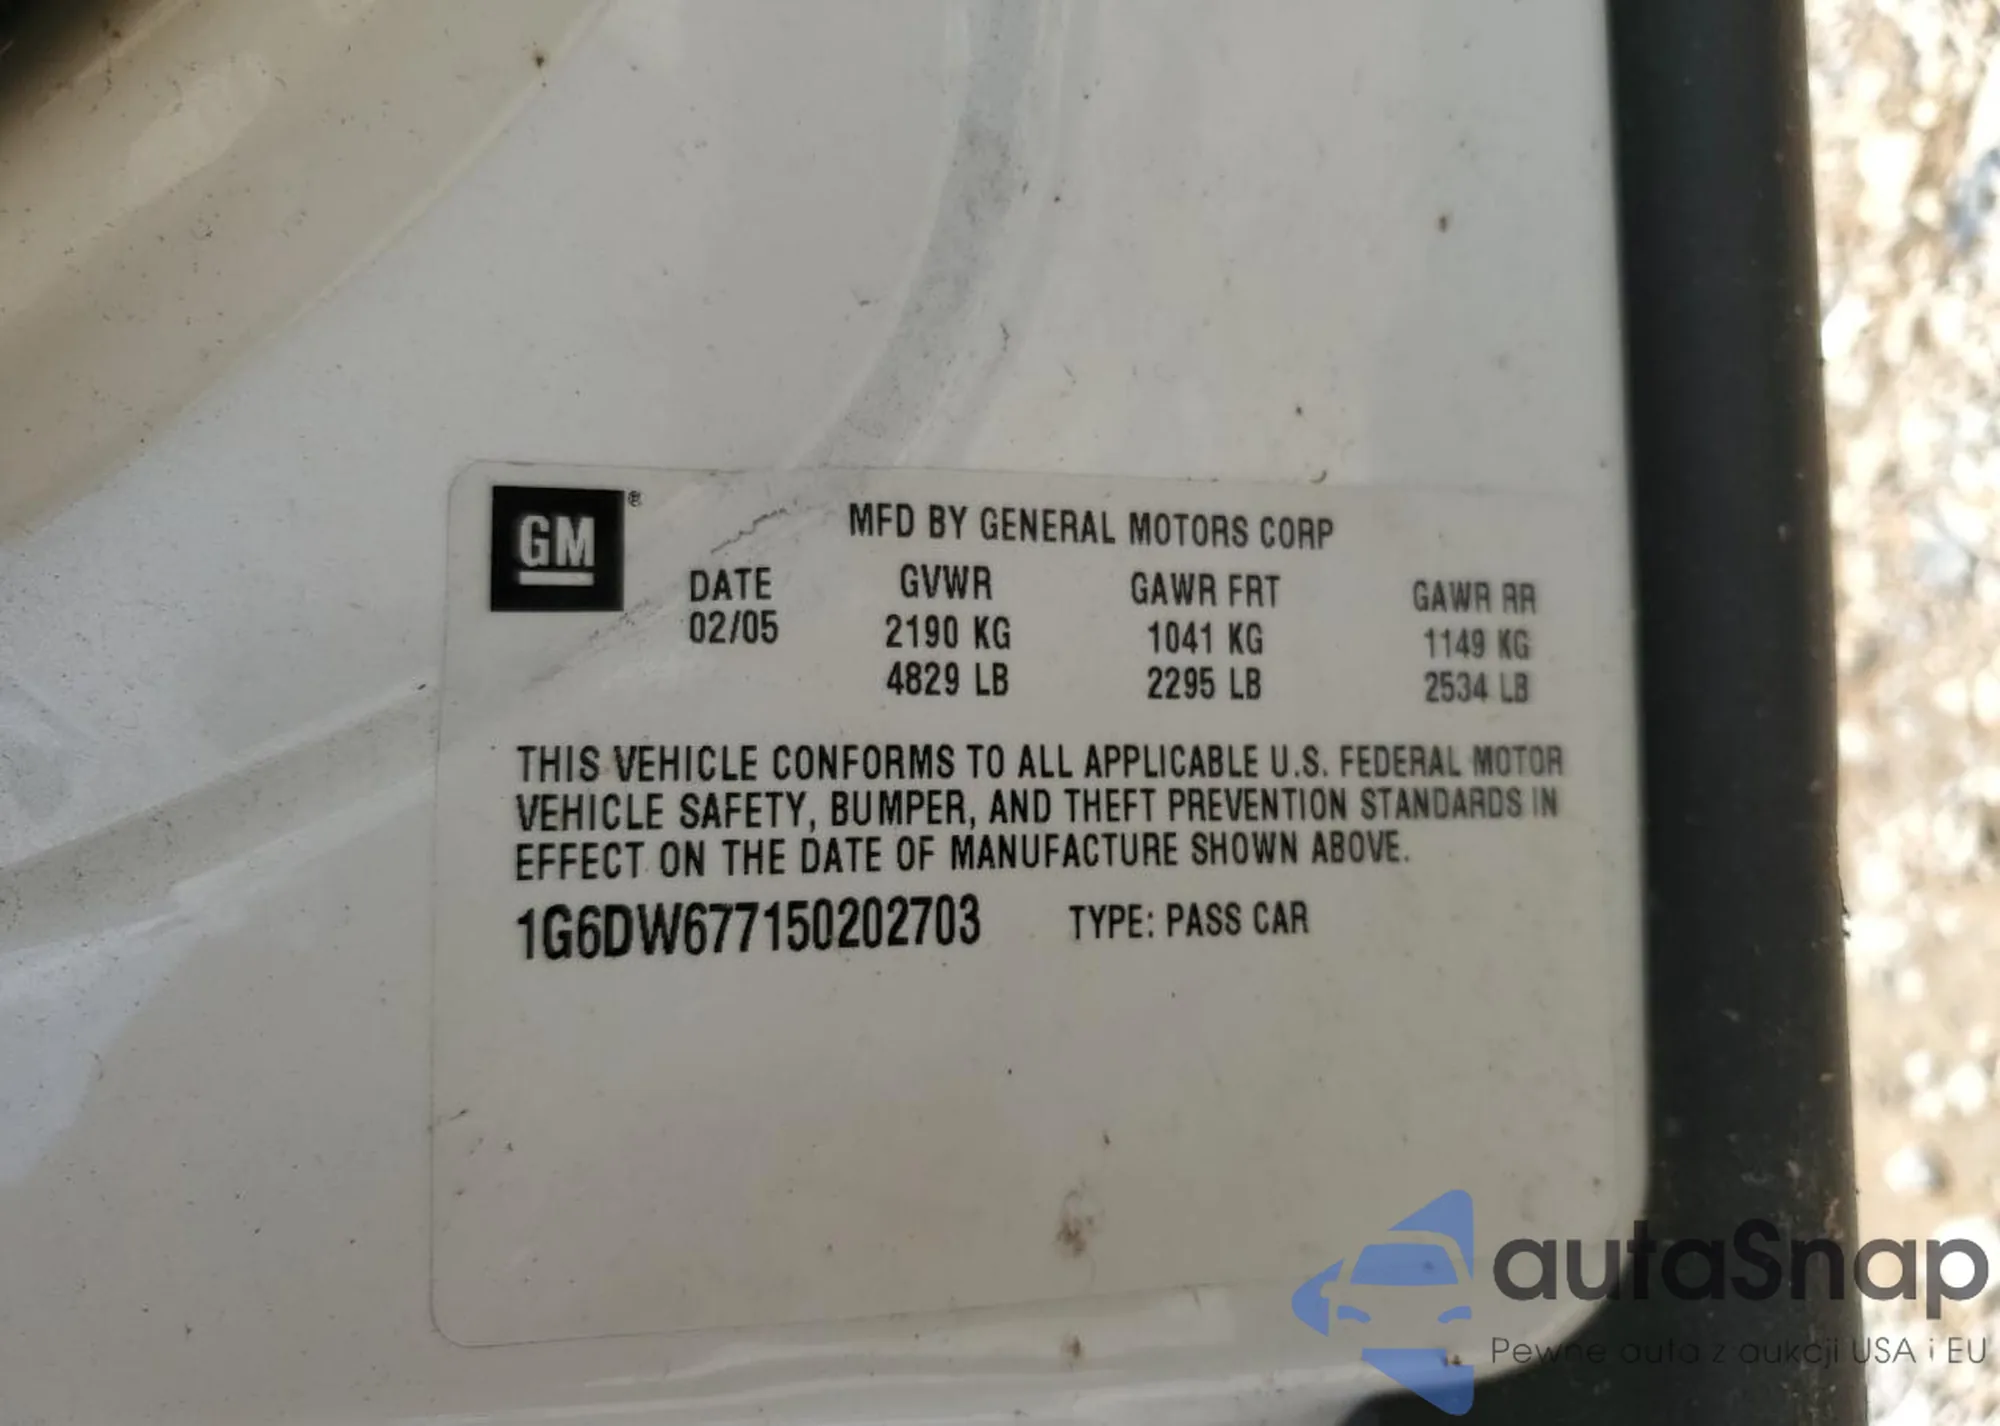 GM ®
MFD BY GENERAL MOTORS CORP
DATE GVWR GAWR FRT GAWR RR
02/05 2190 KG 1041 KG 1149 KG
4829 LB 2295 LB 2534 LB
THIS VEHICLE CONFORMS TO ALL APPLICABLE U.S. FEDERAL MOTOR
VEHICLE SAFETY, BUMPER, AND THEFT PREVENTION STANDARDS IN
EFFECT ON THE DATE OF MANUFACTURE SHOWN ABOVE.
1G6DW677150202703 TYPE: PASS CAR
autaSnap
Pewne auta z aukcji USA i EU